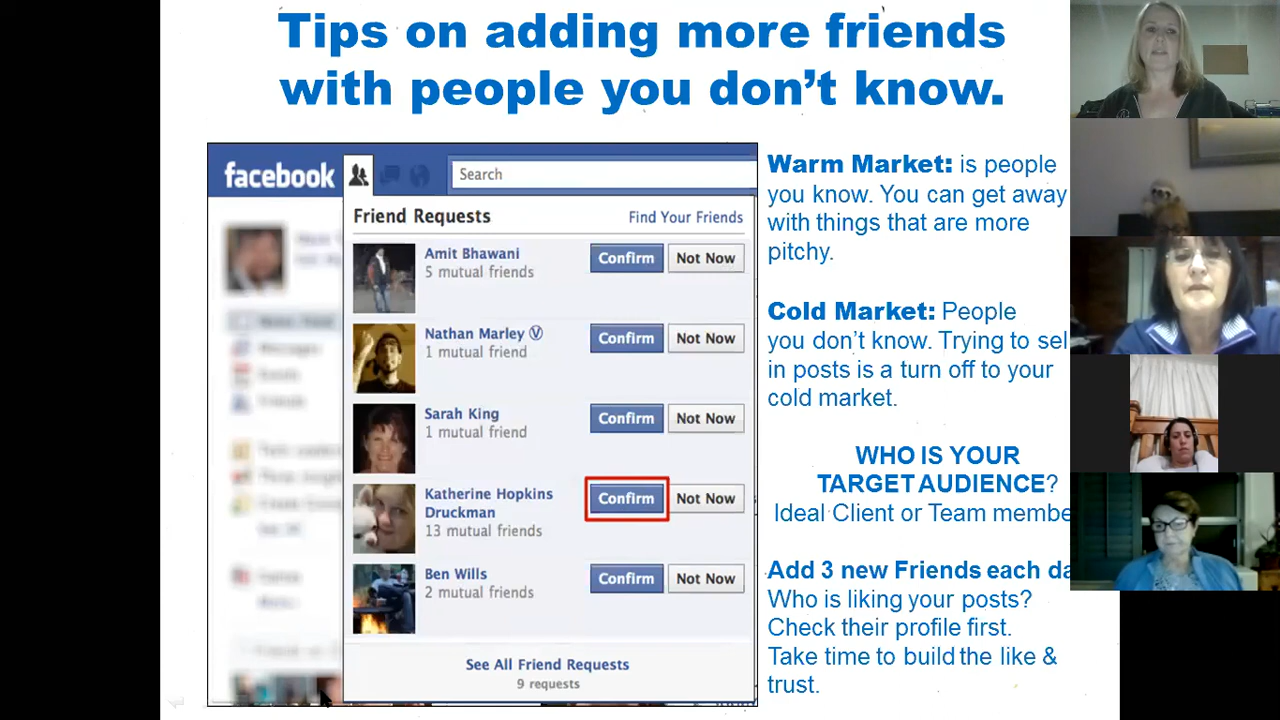 Tips on adding more friends
with people you don't know.
facebook
Search
Friend Requests
Find Your Friends
Amit Bhawani
5 mutual friends
Confirm
Not Now
Nathan Marley Ⓥ
1 mutual friend
Confirm
Not Now
Sarah King
1 mutual friend
Confirm
Not Now
Katherine Hopkins
Druckman
13 mutual friends
Confirm
Not Now
Ben Wills
2 mutual friends
Confirm
Not Now
See All Friend Requests
9 requests
Warm Market: is people
you know. You can get away
with things that are more
pitchy.
Cold Market: People
you don't know. Trying to sel
in posts is a turn off to your
cold market.
WHO IS YOUR
TARGET AUDIENCE?
Ideal Client or Team membe
Add 3 new Friends each da
Who is liking your posts?
Check their profile first.
Take time to build the like &
trust.